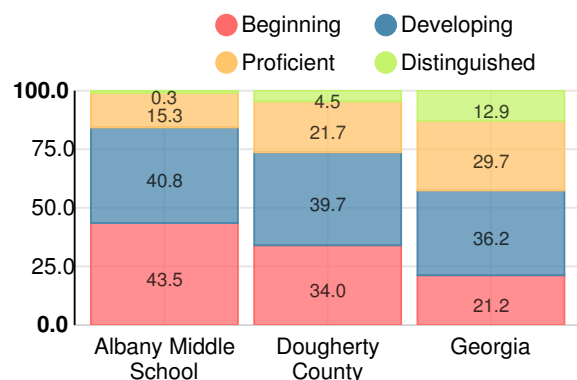 Beginning Developing
Proficient Distinguished
100.0
75.0
50.0
25.0
0.0
0.3
15.3
40.8
43.5
4.5
21.7
39.7
34.0
12.9
29.7
36.2
21.2
Albany Middle
School
Dougherty
County
Georgia